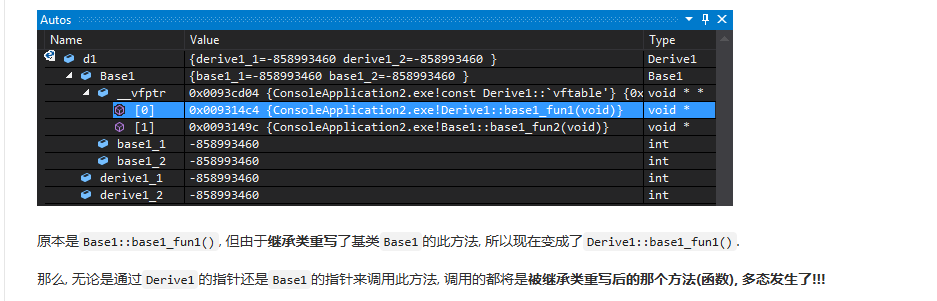 Autos
Name Value Type
d1 {derive1_1=-858993460 derive1_2=-858993460 } Derive1
Base1 {base1_1=-858993460 base1_2=-858993460 } Base1
__vfptr 0x0093cd04 {ConsoleApplication2.exe!const Derive1::`vftable'} {0x void * *
[0] 0x009314c4 {ConsoleApplication2.exe!Derive1::base1_fun1(void)} void *
[1] 0x0093149c {ConsoleApplication2.exe!Base1::base1_fun2(void)} void *
base1_1 -858993460 int
base1_2 -858993460 int
derive1_1 -858993460 int
derive1_2 -858993460 int
原本是 Base1::base1_fun1() , 但由于继承类重写了基类 Base1 的此方法, 所以现在变成了 Derive1::base1_fun1() .
那么, 无论是通过 Derive1 的指针还是 Base1 的指针来调用此方法, 调用的都将是被继承类重写后的那个方法(函数), 多态发生了!!!